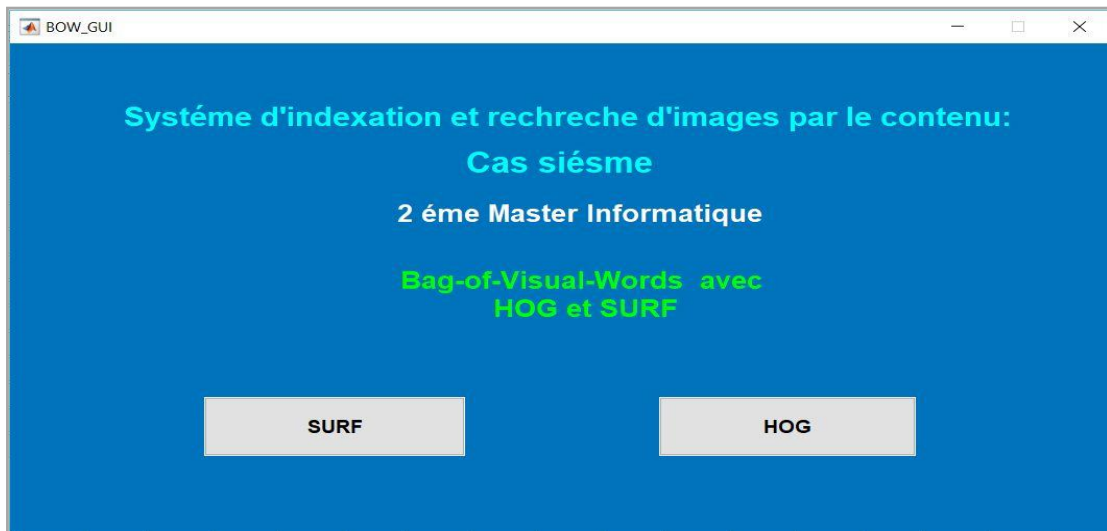 BOW_GUI
Systéme d'indexation et rechreche d'images par le contenu:
Cas siésme
2 éme Master Informatique
Bag-of-Visual-Words avec
HOG et SURF
SURF
HOG